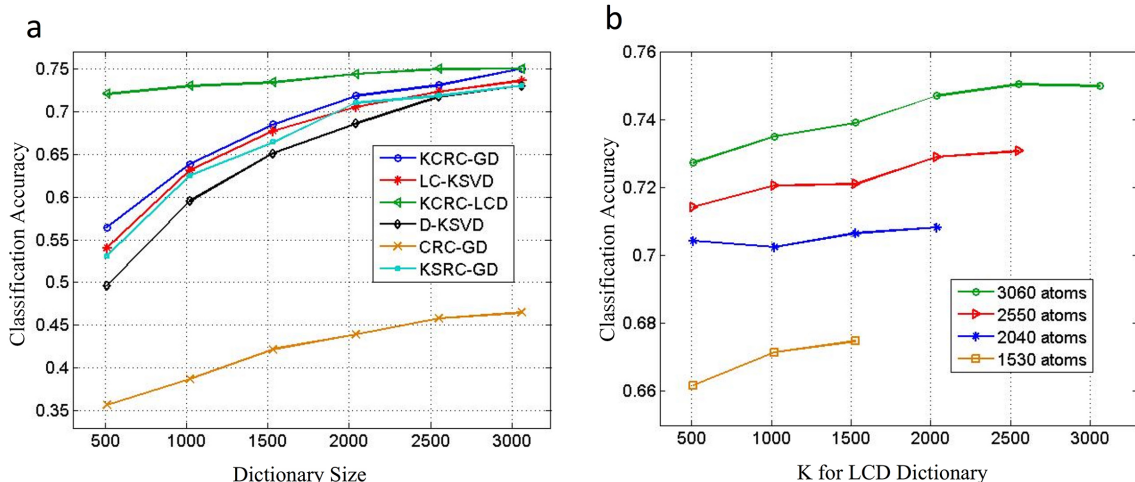 a
0.75
0.7
0.65
0.6
0.55
0.5
0.45
0.4
0.35
Classification Accuracy
500 1000 1500 2000 2500 3000
Dictionary Size
KCRC-GD
LC-KSVD
KCRC-LCD
D-KSVD
CRC-GD
KSRC-GD
b
0.76
0.74
0.72
0.7
0.68
0.66
Classification Accuracy
500 1000 1500 2000 2500 3000
K for LCD Dictionary
3060 atoms
2550 atoms
2040 atoms
1530 atoms